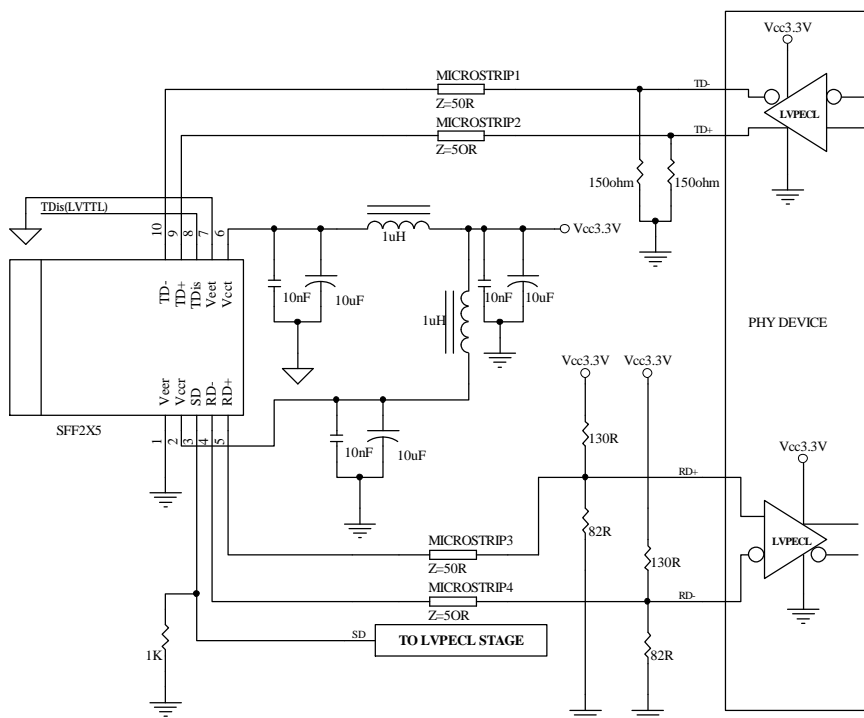 Vcc3.3V
MICROSTRIP1
TD-
Z=50R
LVPECL
MICROSTRIP2
TD+
Z=5OR
150ohm
150ohm
TDis(LVTTL)
10
9
8
7
6
1uH
Vcc3.3V
TD-
TD+
TDis
Veet
Vcct
10nF
10uF
10nF
10uF
1uH
PHY DEVICE
Vcc3.3V
Vcc3.3V
Veer
Vccr
SD
RD-
RD+
SFF2X5
130R
1
2
3
4
5
10nF
10uF
Vcc3.3V
RD+
82R
MICROSTRIP3
Z=50R
LVPECL
130R
MICROSTRIP4
Z=5OR
RD-
SD
TO LVPECL STAGE
1K
82R